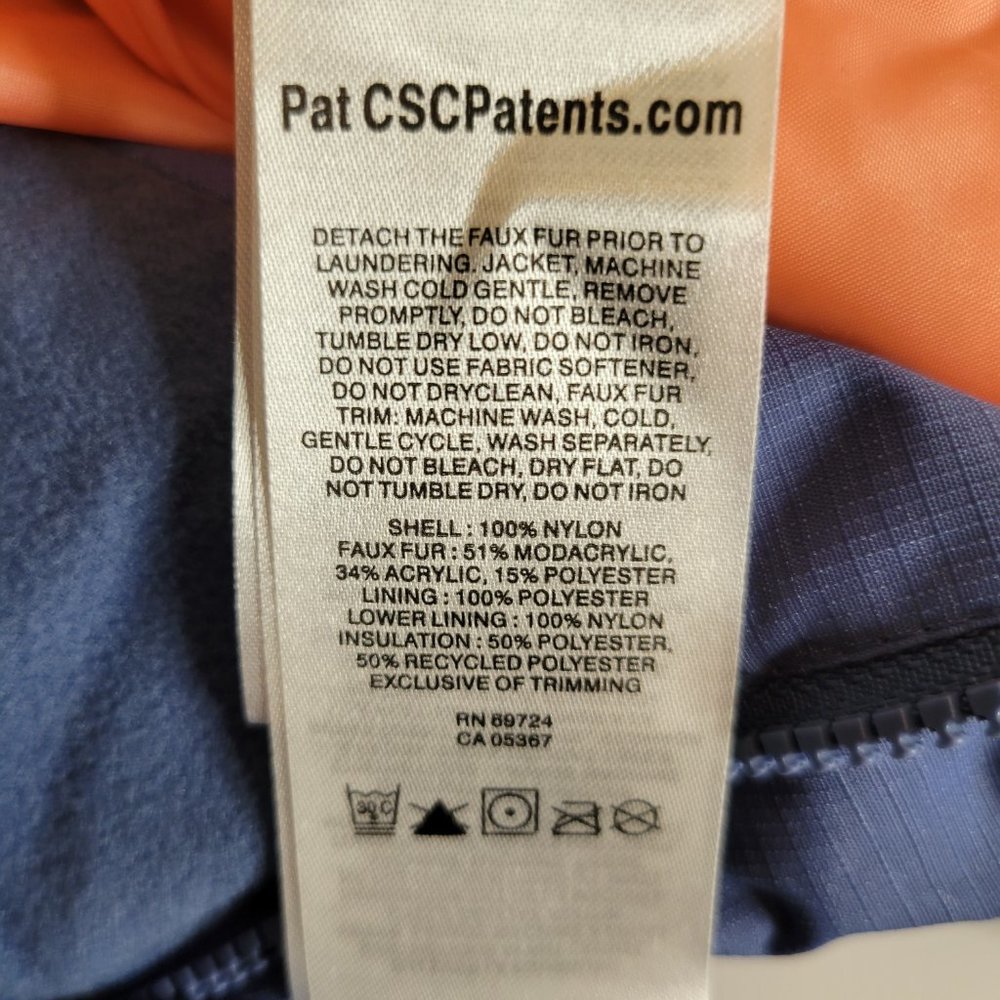 Pat CSCPatents.com
DETACH THE FAUX FUR PRIOR TO
LAUNDERING. JACKET, MACHINE
WASH COLD GENTLE, REMOVE
PROMPTLY, DO NOT BLEACH,
TUMBLE DRY LOW, DO NOT IRON,
DO NOT USE FABRIC SOFTENER,
DO NOT DRYCLEAN, FAUX FUR
TRIM: MACHINE WASH, COLD,
GENTLE CYCLE, WASH SEPARATELY,
DO NOT BLEACH, DRY FLAT, DO
NOT TUMBLE DRY, DO NOT IRON
SHELL : 100% NYLON
FAUX FUR : 51% MODACRYLIC,
34% ACRYLIC, 15% POLYESTER
LINING : 100% POLYESTER
LOWER LINING : 100% NYLON
INSULATION : 50% POLYESTER,
50% RECYCLED POLYESTER
EXCLUSIVE OF TRIMMING
RN 69724
CA 05367
30 C